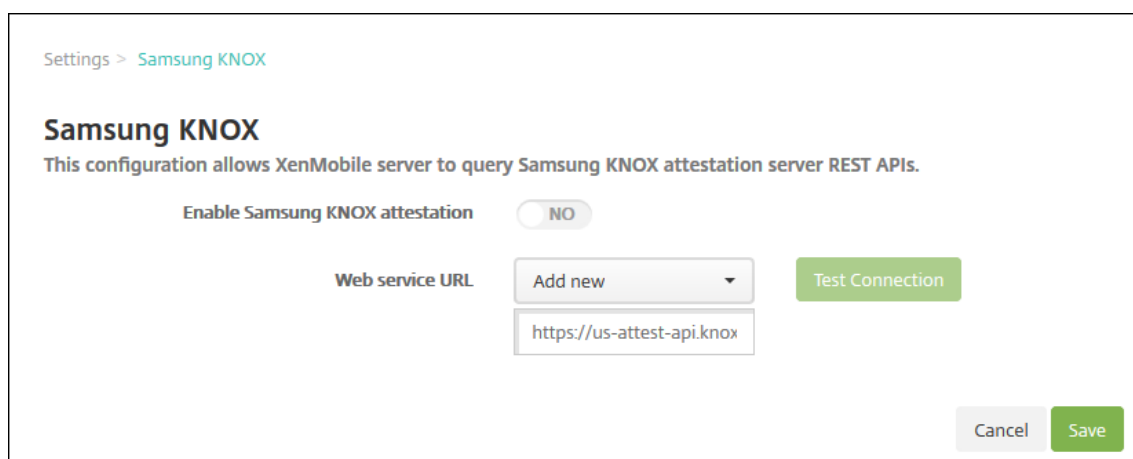 Settings > Samsung KNOX
Samsung KNOX
This configuration allows XenMobile server to query Samsung KNOX attestation server REST APIs.
Enable Samsung KNOX attestation NO
Web service URL Add new Test Connection
https://us-attest-api.knox
Cancel Save